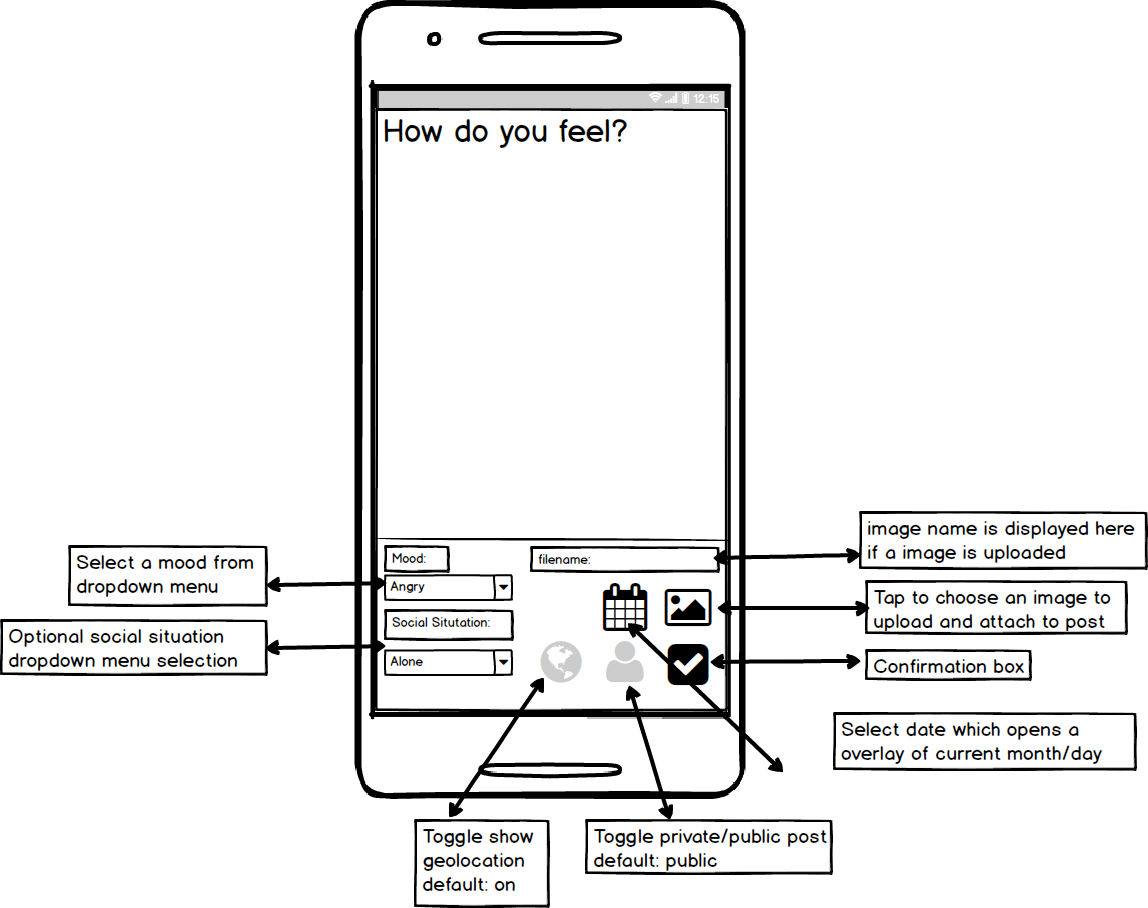 12:15
How do you feel?
Mood:
Angry
Social Situtation:
Alone
filename:
Select a mood from
dropdown menu
Optional social situation
dropdown menu selection
image name is displayed here
if a image is uploaded
Tap to choose an image to
upload and attach to post
Confirmation box
Select date which opens a
overlay of current month/day
Toggle show
geolocation
default: on
Toggle private/public post
default: public